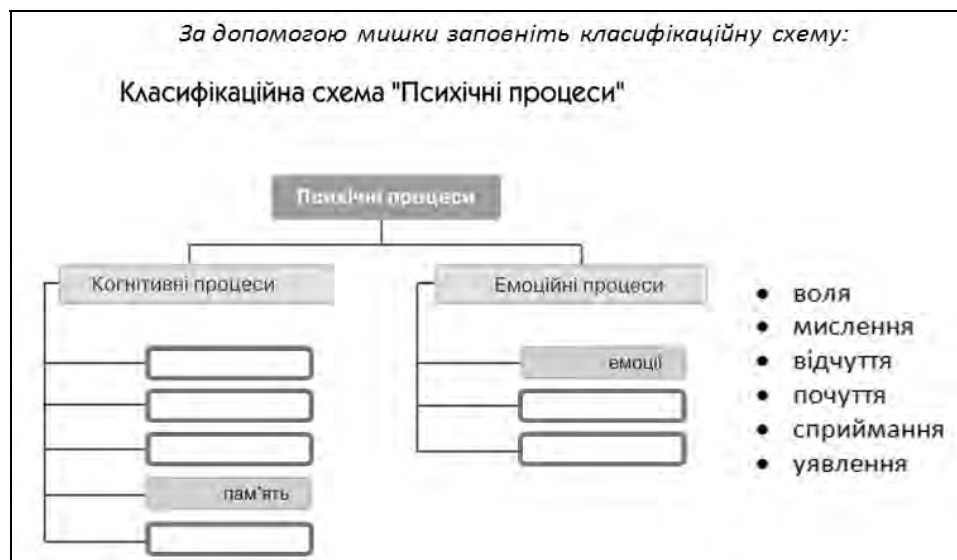 За допомогою мишки заповніть класифікаційну схему:
Класифікаційна схема "Психічні процеси"
Психічні процеси
Когнітивні процеси
Емоційні процеси
емоції
пам'ять
• воля
• мислення
• відчуття
• почуття
• сприймання
• уявлення